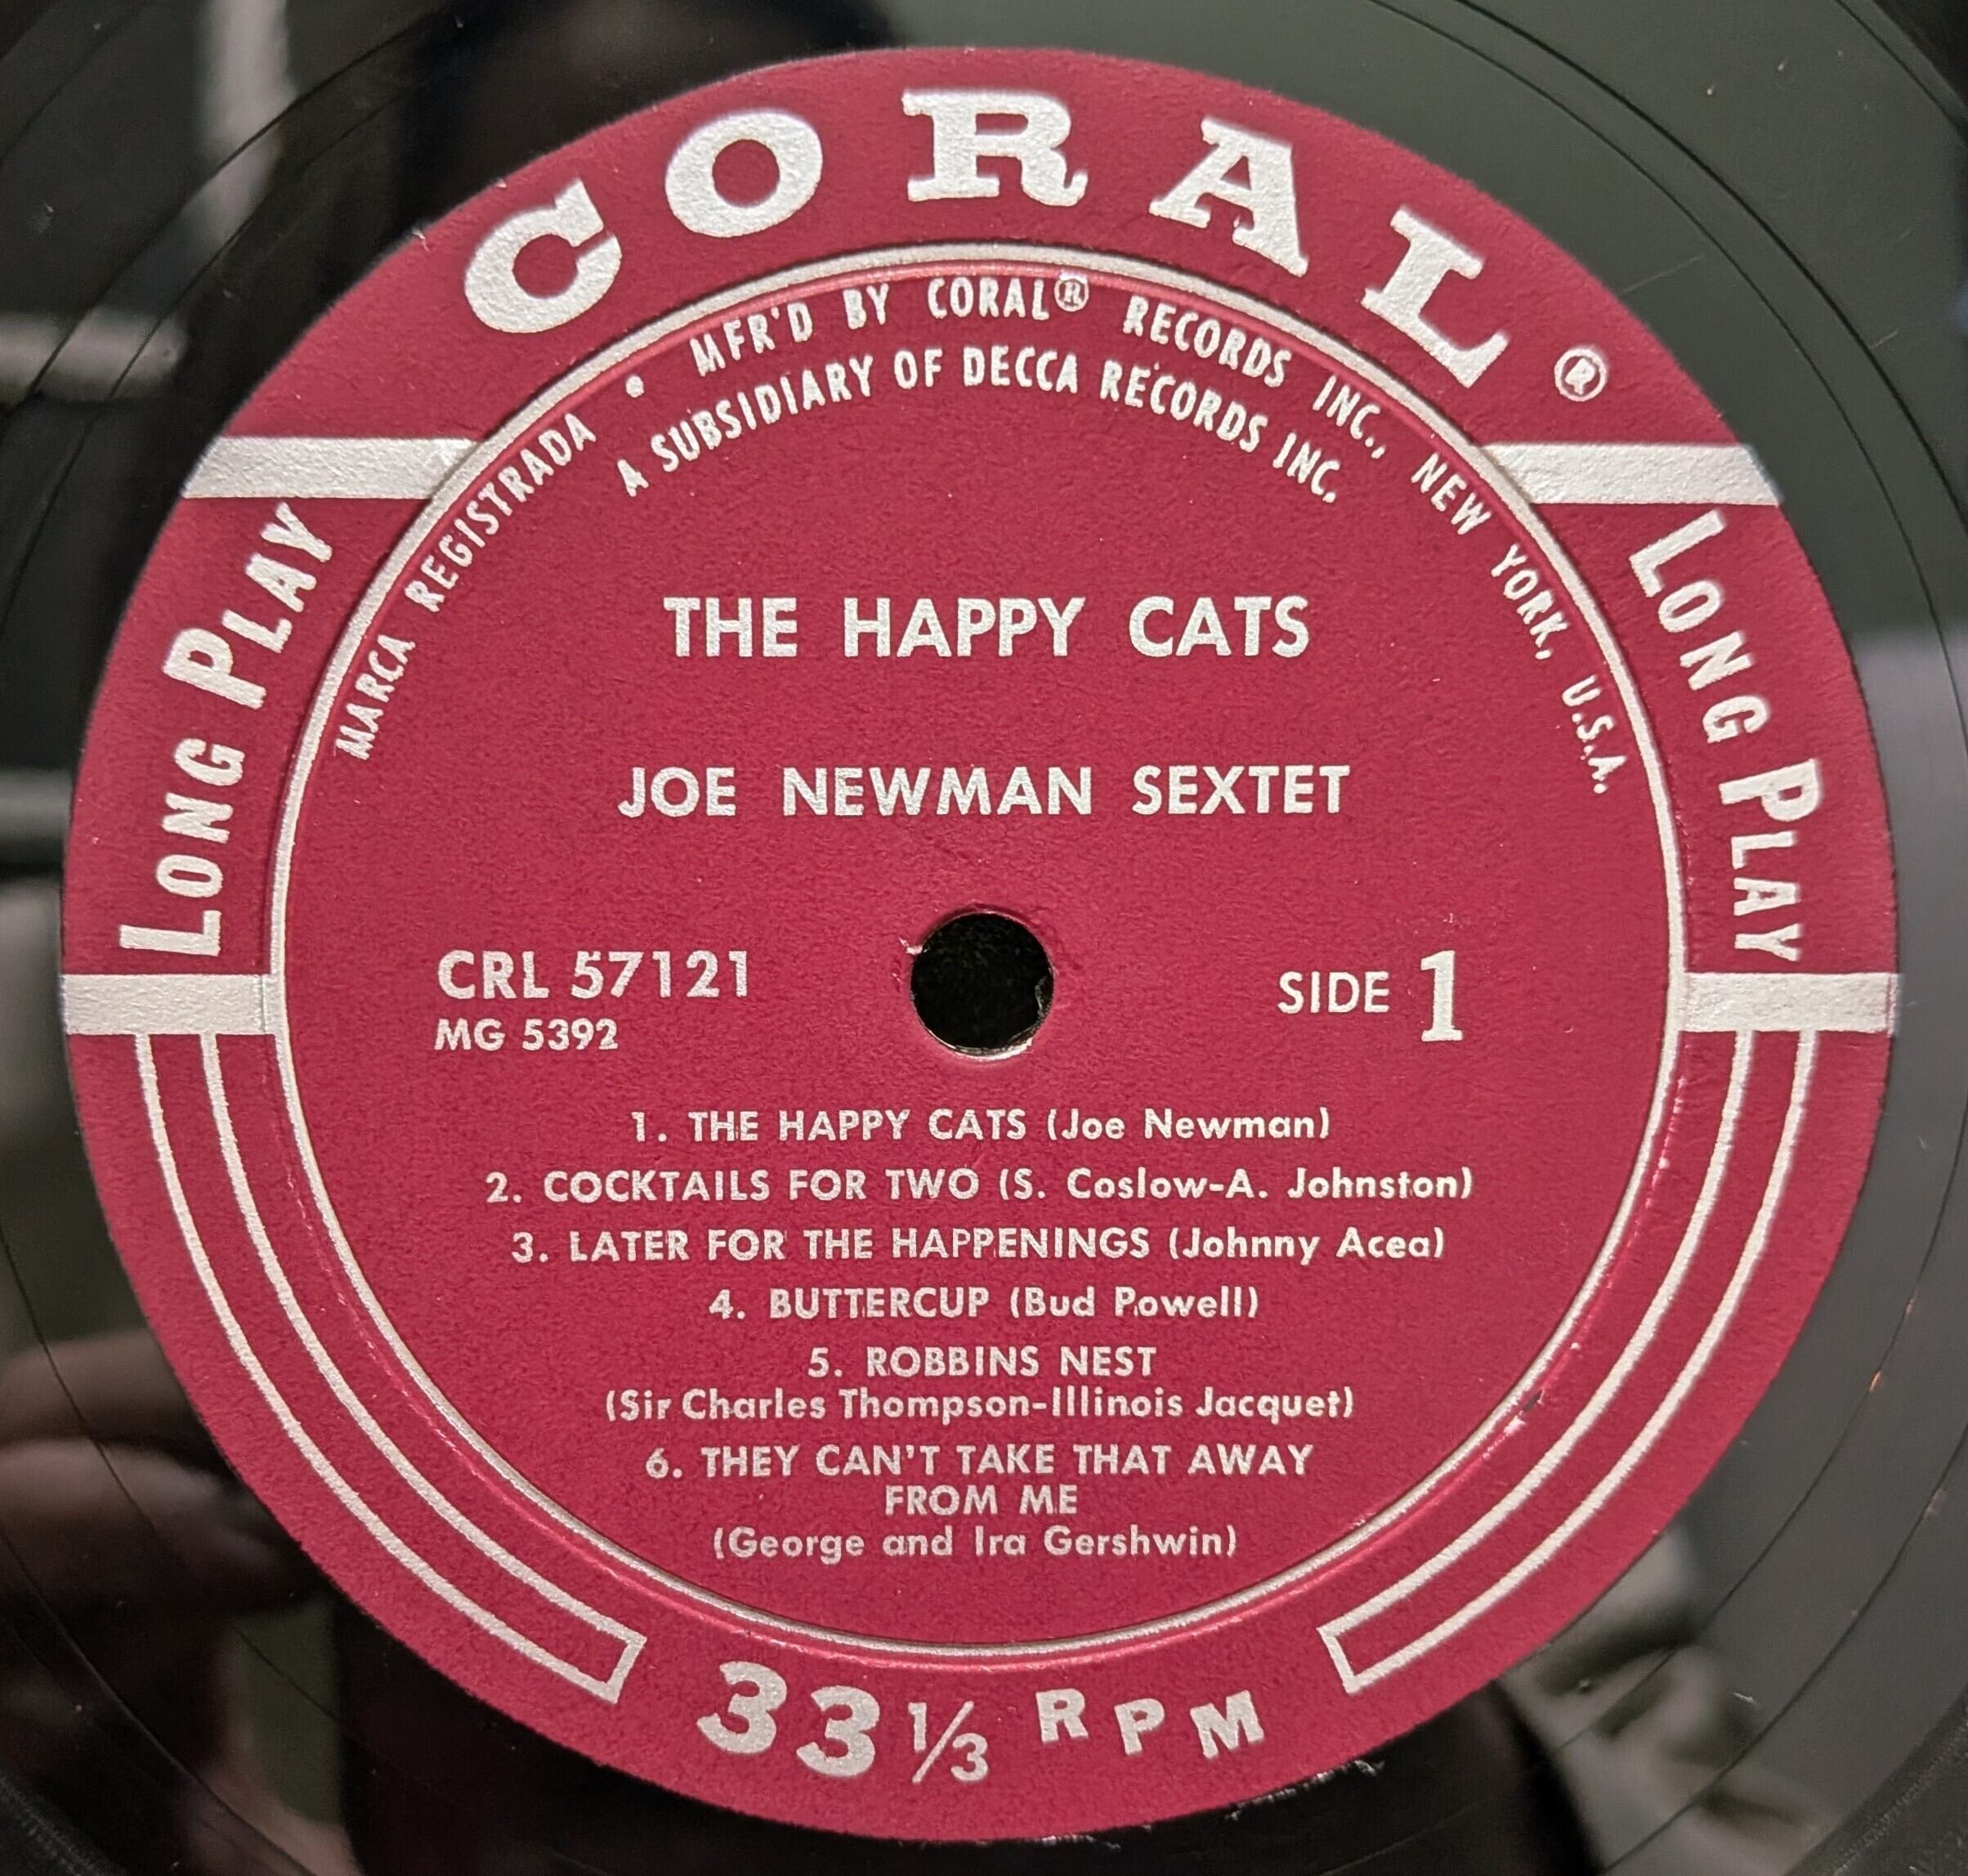 CORAL ®
MARCA REGISTRADA • MFR'D BY CORAL® RECORDS INC., NEW YORK, U.S.A.
A SUBSIDIARY OF DECCA RECORDS INC.
LONG PLAY
LONG PLAY
THE HAPPY CATS
JOE NEWMAN SEXTET
CRL 57121
MG 5392
SIDE 1
1. THE HAPPY CATS (Joe Newman)
2. COCKTAILS FOR TWO (S. Coslow-A. Johnston)
3. LATER FOR THE HAPPENINGS (Johnny Acea)
4. BUTTERCUP (Bud Powell)
5. ROBBINS NEST
(Sir Charles Thompson-Illinois Jacquet)
6. THEY CAN'T TAKE THAT AWAY
FROM ME
(George and Ira Gershwin)
33 1/3 RPM